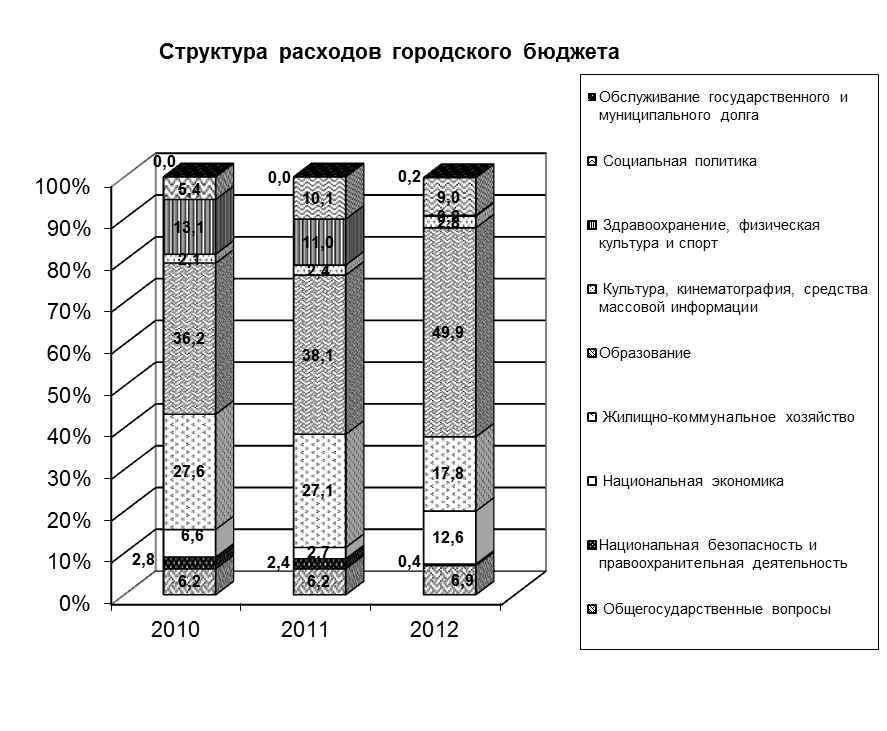 Структура расходов городского бюджета
Обслуживание государственного и
муниципального долга
Социальная политика
Здравоохранение, физическая
культура и спорт
Культура, кинематография, средства
массовой информации
Образование
Жилищно-коммунальное хозяйство
Национальная экономика
Национальная безопасность и
правоохранительная деятельность
Общегосударственные вопросы
100%
90%
80%
70%
60%
50%
40%
30%
20%
10%
0%
0,0
5,4
13,1
2,1
36,2
27,6
6,6
2,8
6,2
0,0
10,1
11,0
2,4
38,1
27,1
2,7
2,4
6,2
0,2
9,0
2,8
49,9
17,8
12,6
0,4
6,9
2010
2011
2012